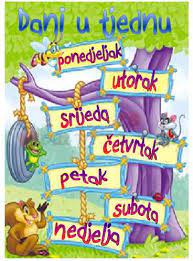 Dani u tjednu
ponedjeljak
utorak
srijeda
četvrtak
petak
subota
nedjelja